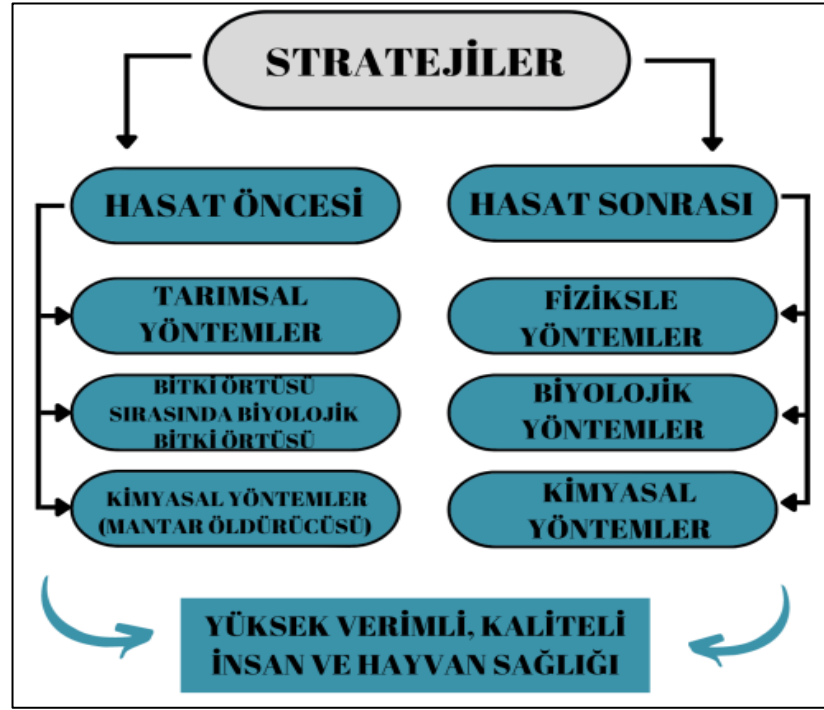 STRATEJİLER
HASAT ÖNCESİ
TARIMSAL
YÖNTEMLER
BİTKİ ÖRTÜSÜ
SIRASINDA BİYOLOJİK
BİTKİ ÖRTÜSÜ
KİMYASAL YÖNTEMLER
(MANTAR ÖLDÜRÜCÜSÜ)
HASAT SONRASI
FİZİKSLE
YÖNTEMLER
BİYOLOJİK
YÖNTEMLER
KİMYASAL
YÖNTEMLER
YÜKSEK VERİMLİ, KALİTELİ
İNSAN VE HAYVAN SAĞLIĞI